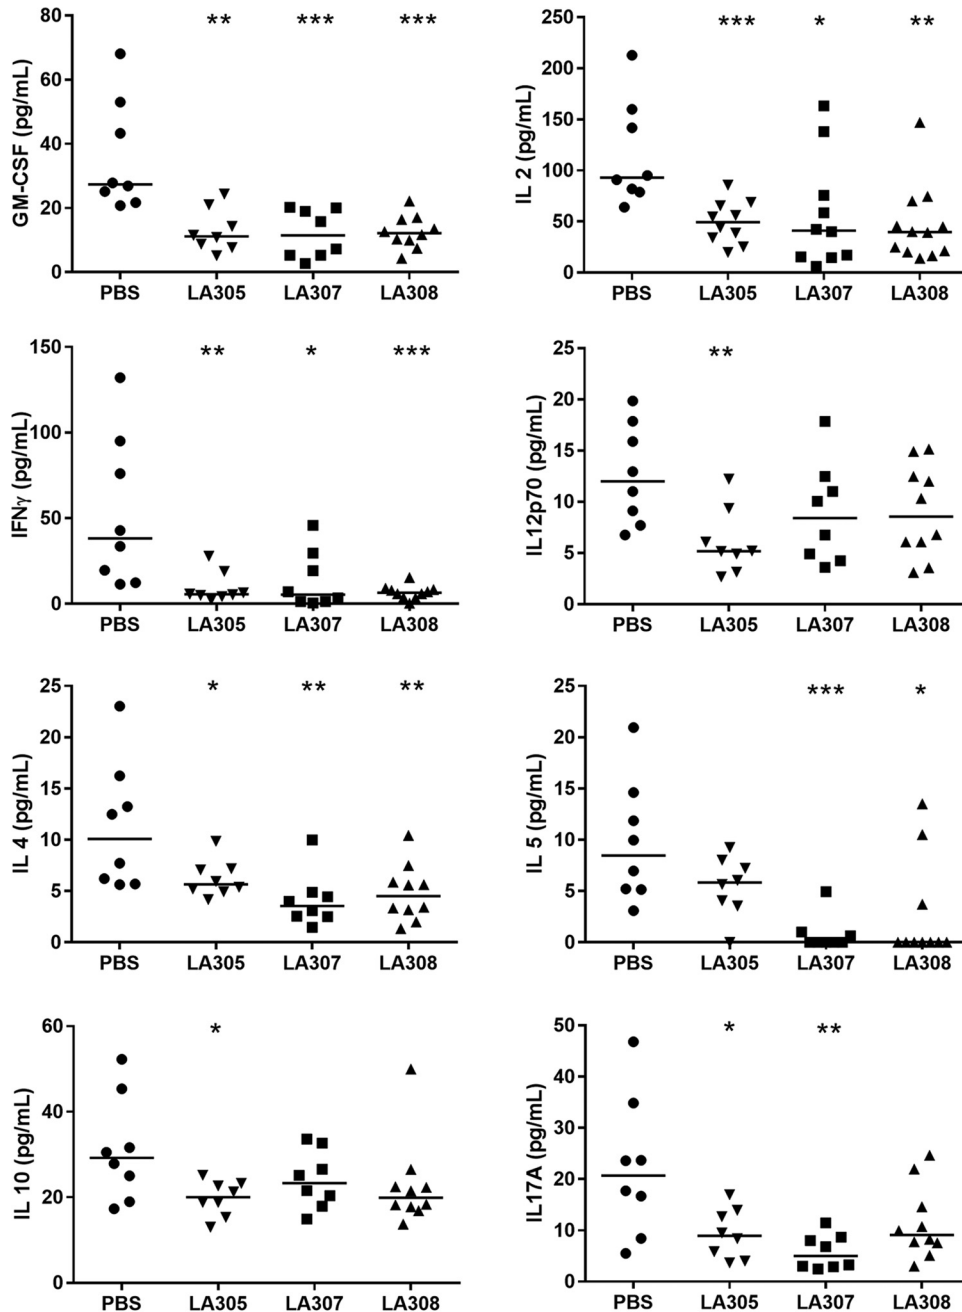 GM-CSF (pg/mL)
80
60
40
20
0
** *** ***
PBS LA305 LA307 LA308
IL 2 (pg/mL)
250
200
150
100
50
0
*** * **
PBS LA305 LA307 LA308
IFNγ (pg/mL)
150
100
50
0
** * ***
PBS LA305 LA307 LA308
IL12p70 (pg/mL)
25
20
15
10
5
0
**
PBS LA305 LA307 LA308
IL 4 (pg/mL)
25
20
15
10
5
0
* ** **
PBS LA305 LA307 LA308
IL 5 (pg/mL)
25
20
15
10
5
0
*** *
PBS LA305 LA307 LA308
IL 10 (pg/mL)
60
40
20
0
*
PBS LA305 LA307 LA308
IL17A (pg/mL)
50
40
30
20
10
0
* **
PBS LA305 LA307 LA308